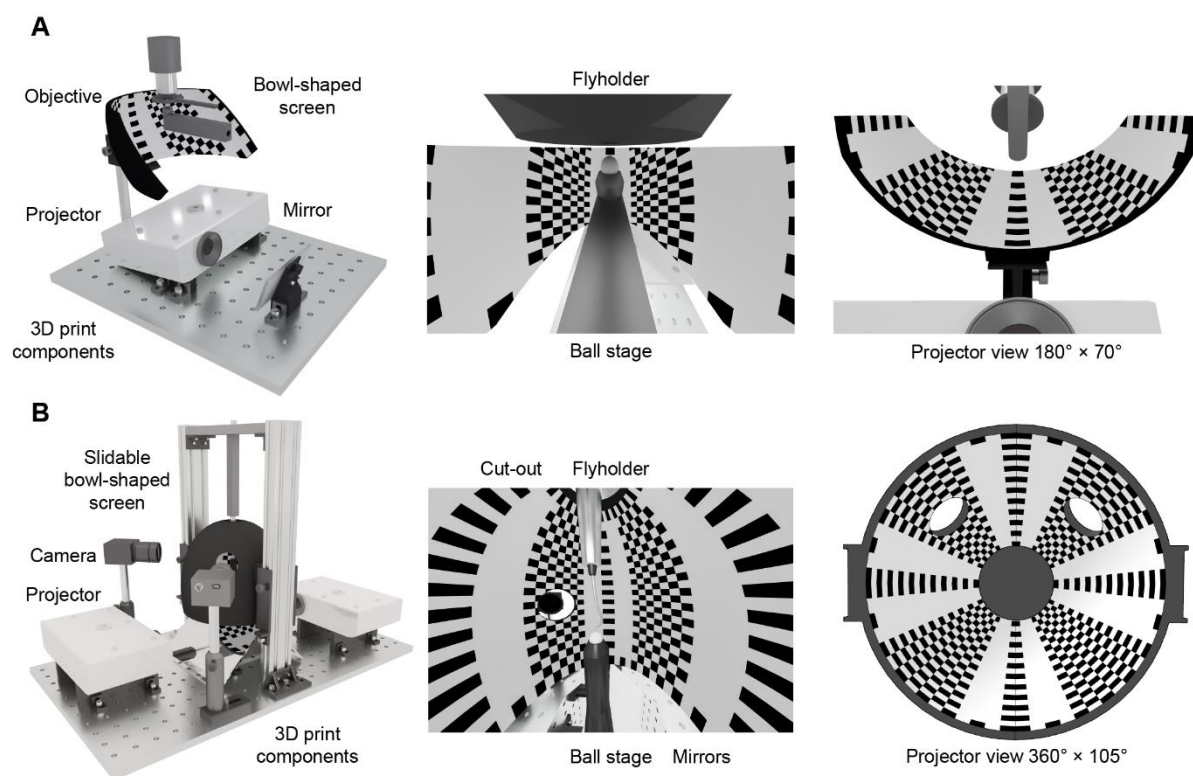 A
Objective
Bowl-shaped
screen
Projector
Mirror
3D print
components
Flyholder
Ball stage
Projector view 180° × 70°
B
Slidable
bowl-shaped
screen
Camera
Projector
3D print
components
Cut-out
Flyholder
Ball stage
Mirrors
Projector view 360° × 105°